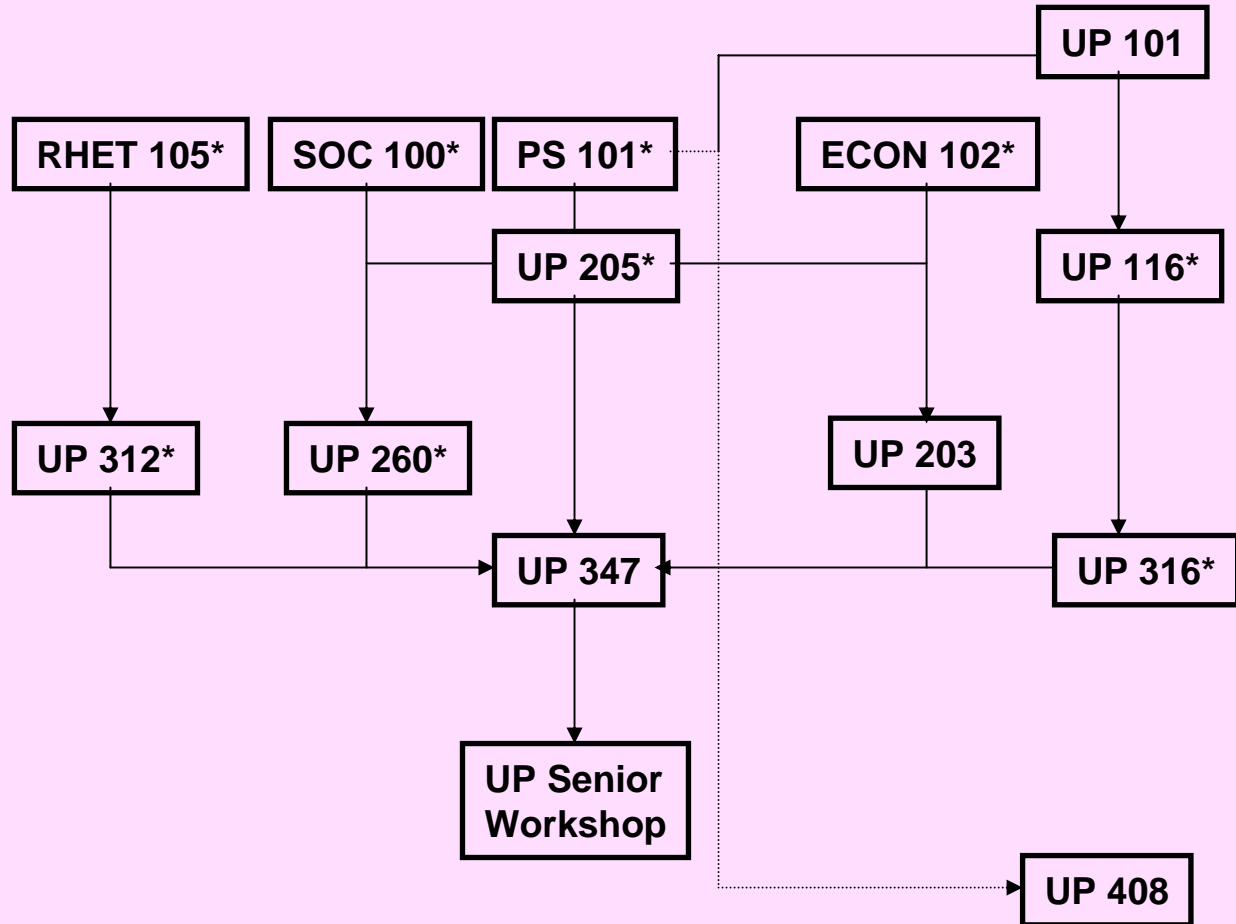 UP 101
RHET 105*
SOC 100*
PS 101*
ECON 102*
UP 205*
UP 116*
UP 312*
UP 260*
UP 203
UP 347
UP 316*
UP Senior
Workshop
UP 408